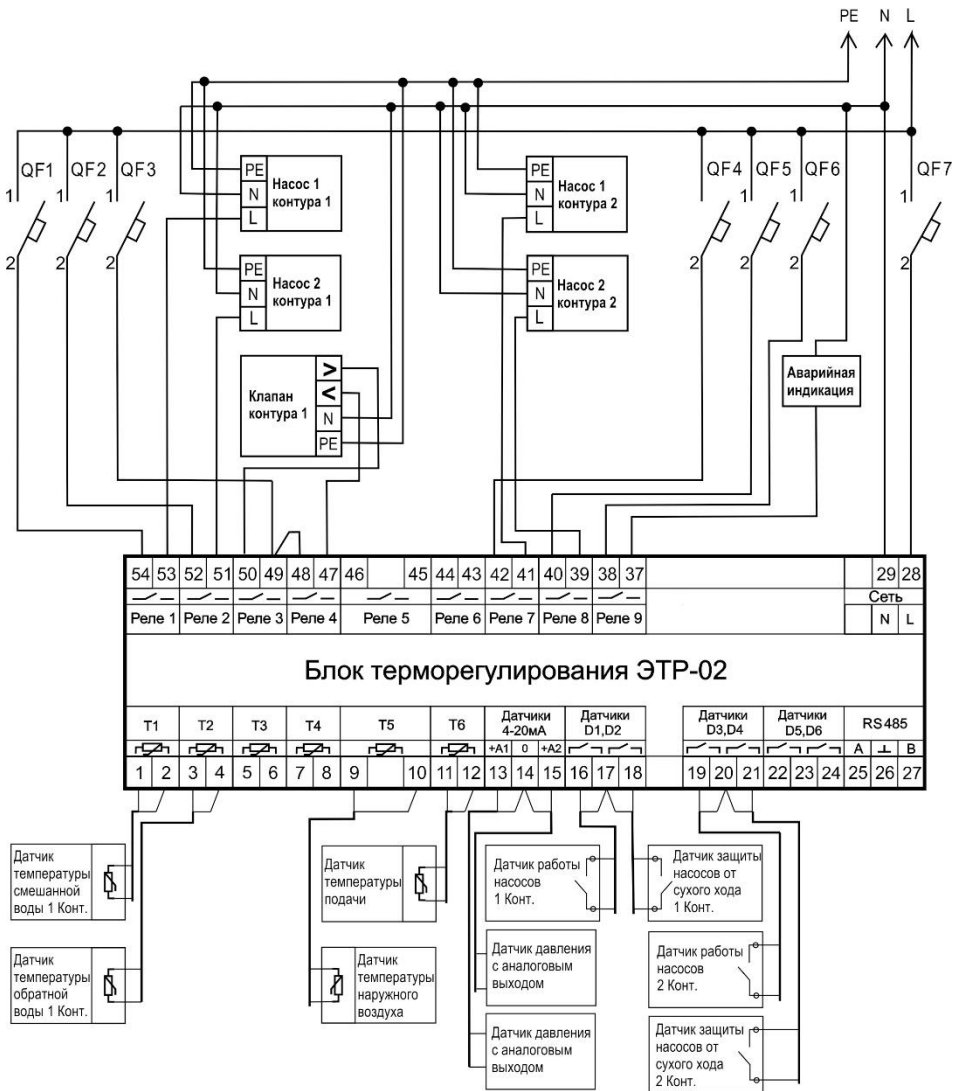 PE N L
QF1 QF2 QF3 QF4 QF5 QF6 QF7
1 1 1 1 1 1 1
2 2 2 2 2 2 2
PE
N
L
Насос 1
контура 1
PE
N
L
Насос 1
контура 2
PE
N
L
Насос 2
контура 1
PE
N
L
Насос 2
контура 2
Клапан
контура 1
>
<
N
PE
Аварийная
индикация
54 53 52 51 50 49 48 47 46 45 44 43 42 41 40 39 38 37 29 28
Сеть
Реле 1 Реле 2 Реле 3 Реле 4 Реле 5 Реле 6 Реле 7 Реле 8 Реле 9 N L
Блок терморегулирования ЭТР-02
T1 T2 T3 T4 T5 T6
Датчики
4-20мА
Датчики
D1,D2
Датчики
D3,D4
Датчики
D5,D6
RS485
+A1 0 +A2 A ⊥ B
1 2 3 4 5 6 7 8 9 10 11 12 13 14 15 16 17 18 19 20 21 22 23 24 25 26 27
Датчик
температуры
смешанной
воды 1 Конт.
Датчик
температуры
подачи
Датчик работы
насосов
1 Конт.
Датчик защиты
насосов от
сухого хода
1 Конт.
Датчик
температуры
обратной
воды 1 Конт.
Датчик
температуры
наружного
воздуха
Датчик давления
с аналоговым
выходом
Датчик работы
насосов
2 Конт.
Датчик давления
с аналоговым
выходом
Датчик защиты
насосов от
сухого хода
2 Конт.